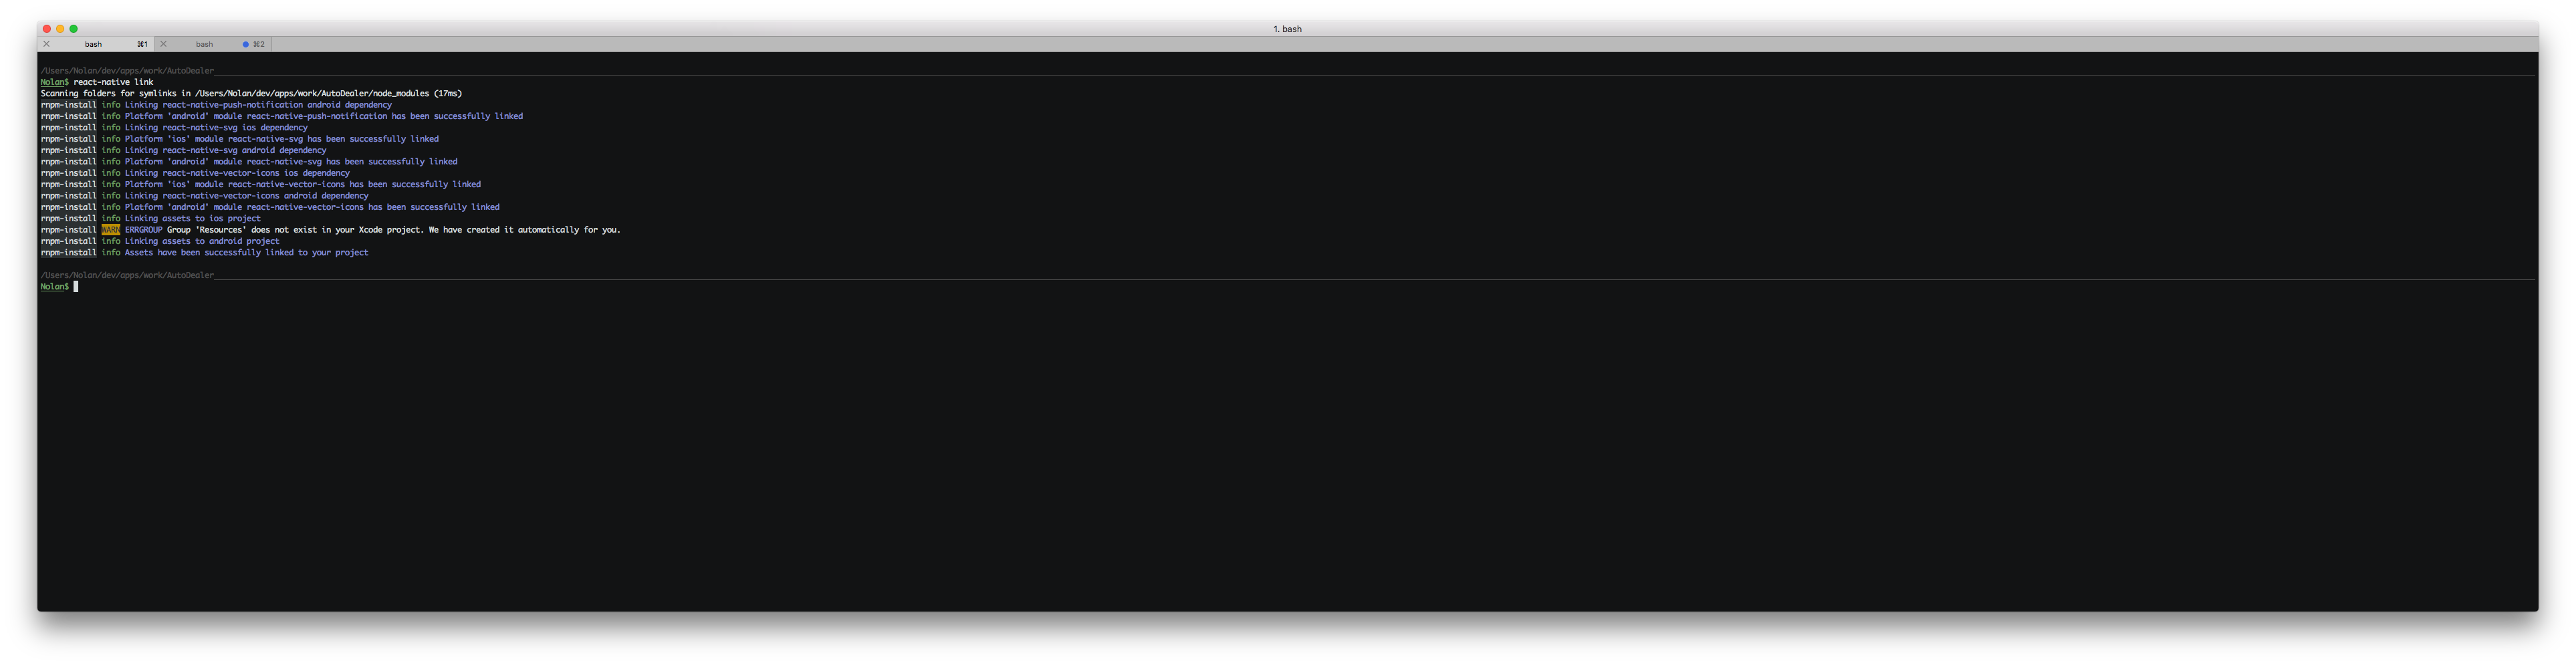 1. bash
bash ⌘1 bash ⌘2
/Users/Nolan/dev/apps/work/AutoDealer
Nolan$ react-native link
Scanning folders for symlinks in /Users/Nolan/dev/apps/work/AutoDealer/node_modules (17ms)
rnpm-install info Linking react-native-push-notification android dependency
rnpm-install info Platform 'android' module react-native-push-notification has been successfully linked
rnpm-install info Linking react-native-svg ios dependency
rnpm-install info Platform 'ios' module react-native-svg has been successfully linked
rnpm-install info Linking react-native-svg android dependency
rnpm-install info Platform 'android' module react-native-svg has been successfully linked
rnpm-install info Linking react-native-vector-icons ios dependency
rnpm-install info Platform 'ios' module react-native-vector-icons has been successfully linked
rnpm-install info Linking react-native-vector-icons android dependency
rnpm-install info Platform 'android' module react-native-vector-icons has been successfully linked
rnpm-install info Linking assets to ios project
rnpm-install WARN ERRGROUP Group 'Resources' does not exist in your Xcode project. We have created it automatically for you.
rnpm-install info Linking assets to android project
rnpm-install info Assets have been successfully linked to your project
/Users/Nolan/dev/apps/work/AutoDealer
Nolan$